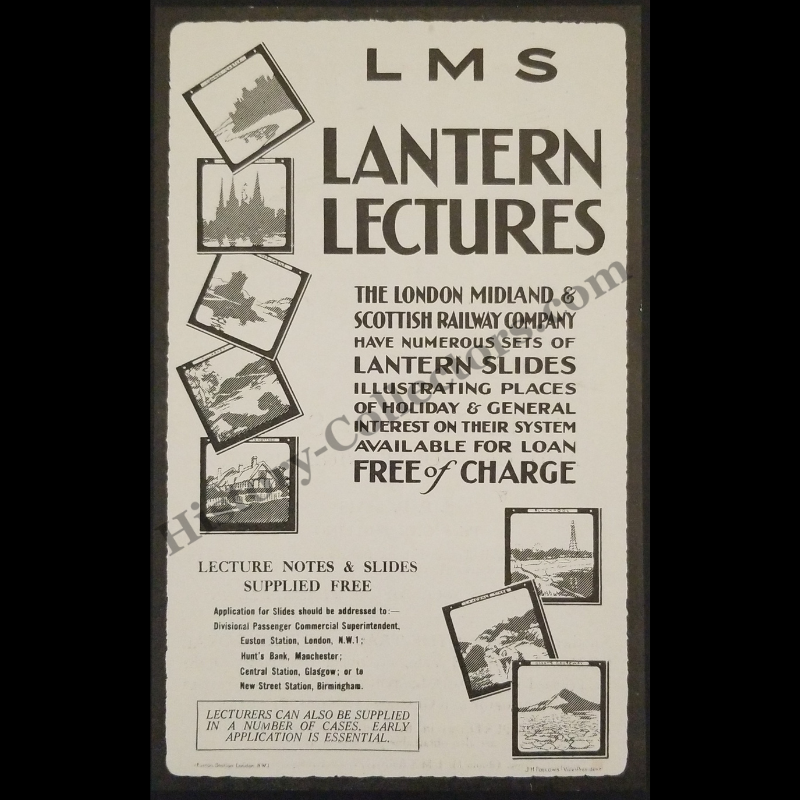 LMS
LANTERN
LECTURES
THE LONDON MIDLAND &
SCOTTISH RAILWAY COMPANY
HAVE NUMEROUS SETS OF
LANTERN SLIDES
ILLUSTRATING PLACES
OF HOLIDAY & GENERAL
INTEREST ON THEIR SYSTEM
AVAILABLE FOR LOAN
FREE of CHARGE
History-Collectors.com
LECTURE NOTES & SLIDES
SUPPLIED FREE
Application for Slides should be addressed to:—
Divisional Passenger Commercial Superintendent,
Euston Station, London, N.W.1;
Hunt's Bank, Manchester;
Central Station, Glasgow; or to
New Street Station, Birmingham.
LECTURERS CAN ALSO BE SUPPLIED
IN A NUMBER OF CASES. EARLY
APPLICATION IS ESSENTIAL.